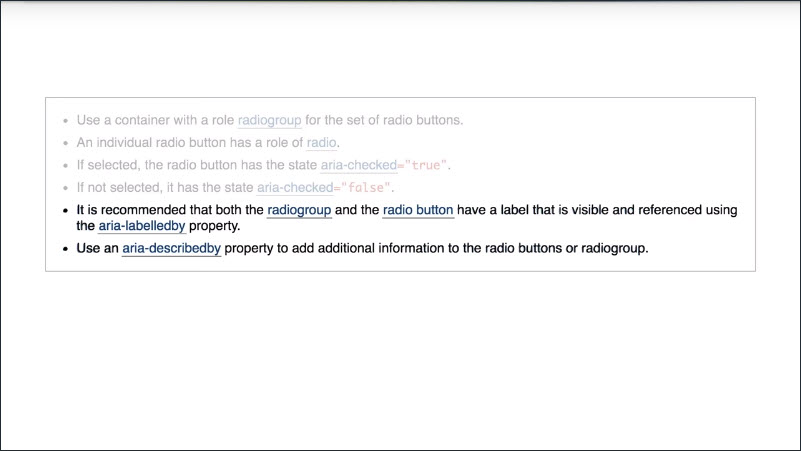 Use a container with a role radiogroup for the set of radio buttons.
An individual radio button has a role of radio.
If selected, the radio button has the state aria-checked="true".
If not selected, it has the state aria-checked="false".
It is recommended that both the radiogroup and the radio button have a label that is visible and referenced using
the aria-labelledby property.
Use an aria-describedby property to add additional information to the radio buttons or radiogroup.